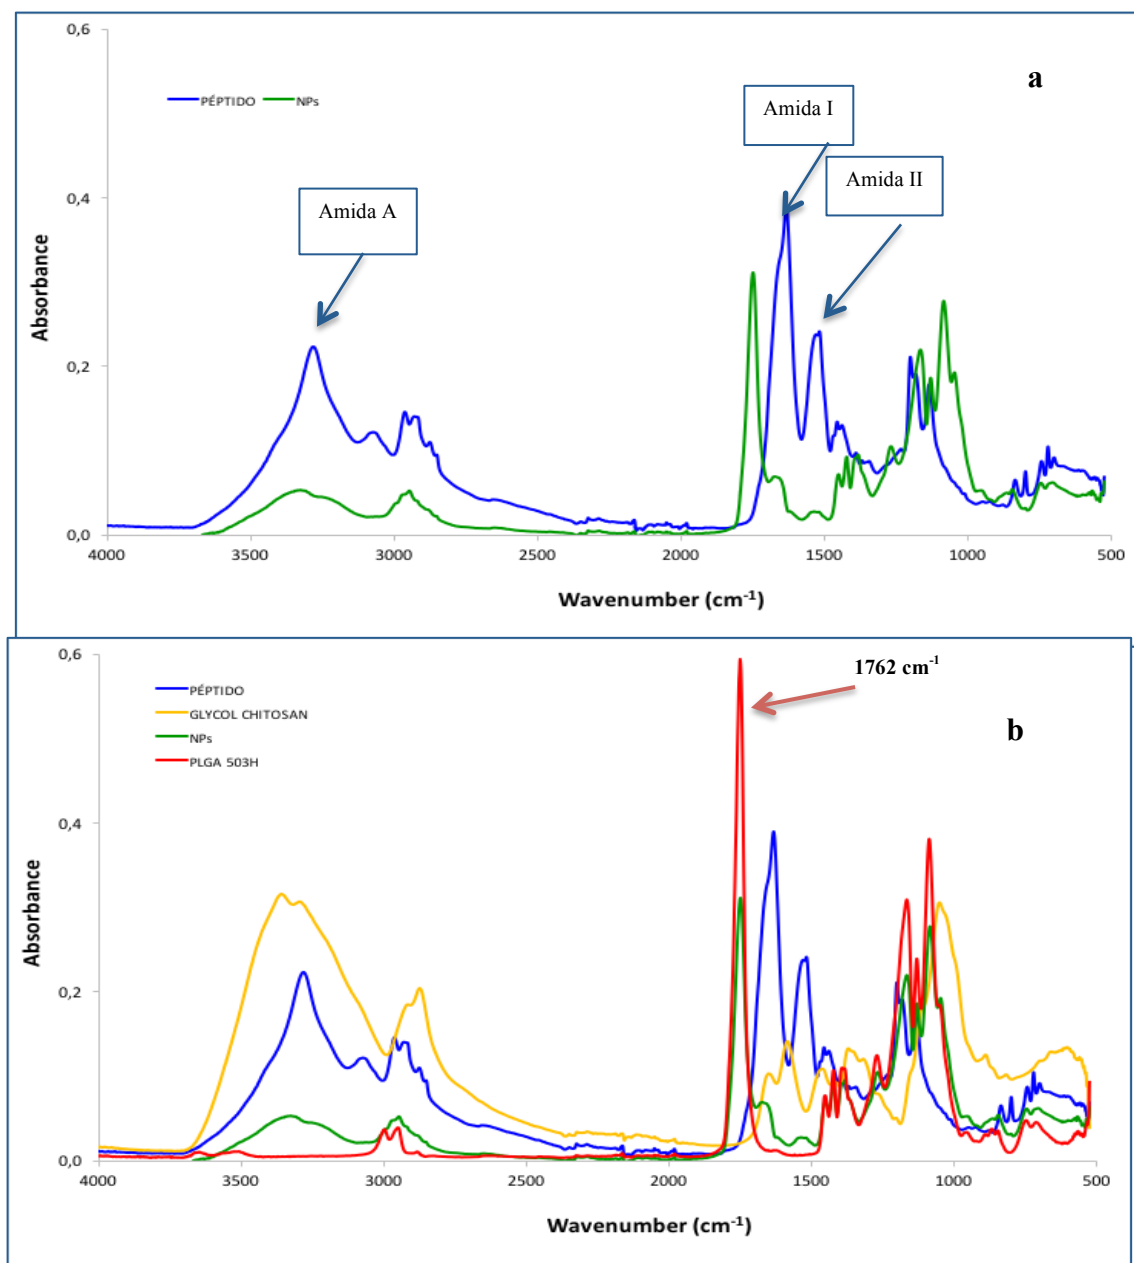 0,6
a
PÉPTIDO NPs
Amida I
Amida II
Amida A
0,4
0,2
0,0
Absorbance
4000 3500 3000 2500 2000 1500 1000 500
Wavenumber (cm-1)
0,6
1762 cm-1
PÉPTIDO
GLYCOL CHITOSAN
NPs
PLGA 503H
b
0,4
0,2
0,0
Absorbance
4000 3500 3000 2500 2000 1500 1000 500
Wavenumber (cm-1)